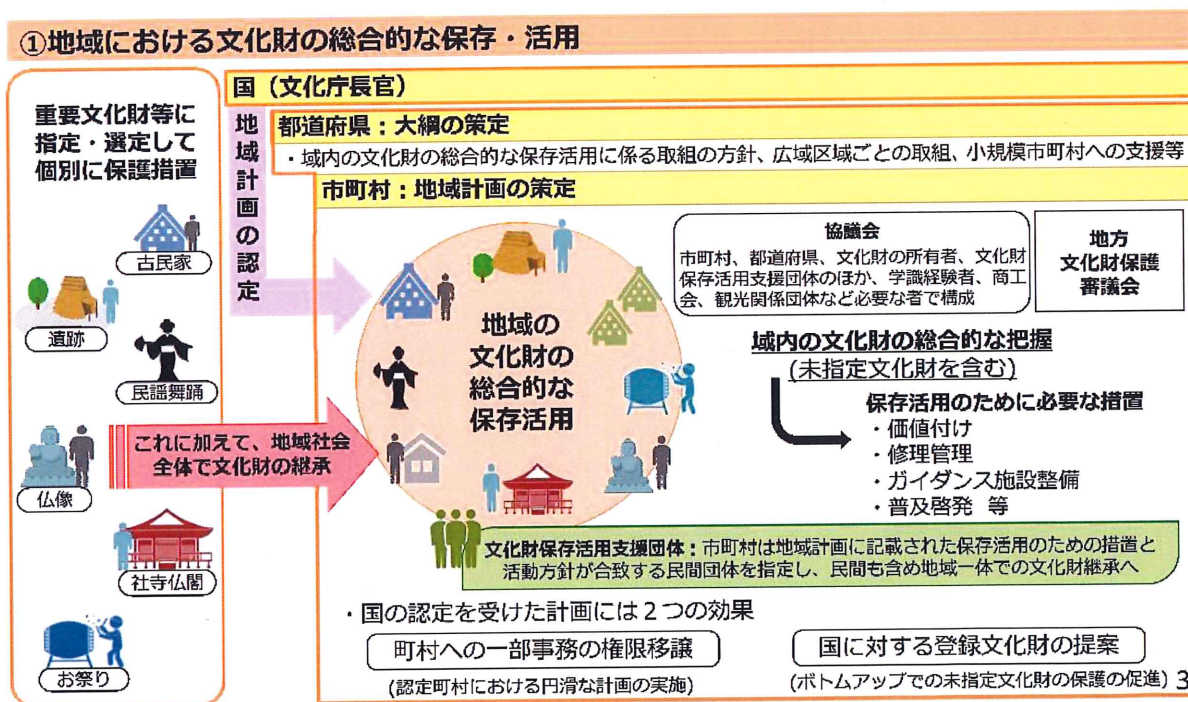 ①地域における文化財の総合的な保存・活用
重要文化財等に
指定・選定して
個別に保護措置
古民家
遺跡
民謡舞踊
仏像
社寺仏閣
お祭り
国（文化庁長官）
地域計画の認定
都道府県：大綱の策定
・域内の文化財の総合的な保存活用に係る取組の方針、広域区域ごとの取組、小規模市町村への支援等
市町村：地域計画の策定
これに加えて、地域社会
全体で文化財の継承
地域の
文化財の
総合的な
保存活用
協議会
市町村、都道府県、文化財の所有者、文化財
保存活用支援団体のほか、学識経験者、商工
会、観光関係団体など必要な者で構成
地方
文化財保護
審議会
域内の文化財の総合的な把握
(未指定文化財を含む)
保存活用のために必要な措置
・価値付け
・修理管理
・ガイダンス施設整備
・普及啓発 等
文化財保存活用支援団体：市町村は地域計画に記載された保存活用のための措置と
活動方針が合致する民間団体を指定し、民間も含め地域一体での文化財継承へ
・国の認定を受けた計画には２つの効果
町村への一部事務の権限移譲
(認定町村における円滑な計画の実施)
国に対する登録文化財の提案
(ボトムアップでの未指定文化財の保護の促進)
3